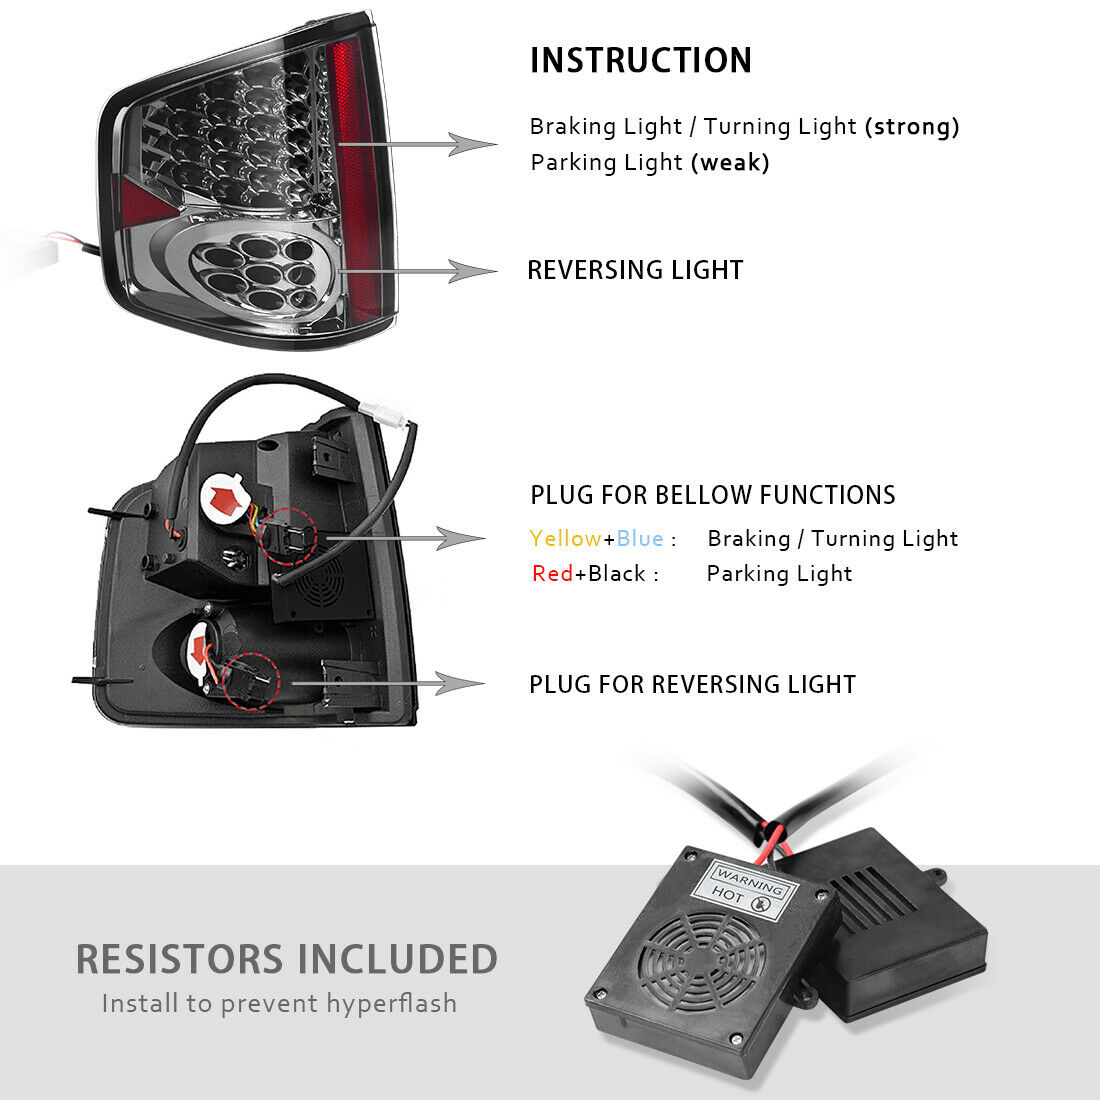 INSTRUCTION
Braking Light / Turning Light (strong)
Parking Light (weak)
REVERSING LIGHT
PLUG FOR BELLOW FUNCTIONS
Yellow+Blue : Braking / Turning Light
Red+Black : Parking Light
PLUG FOR REVERSING LIGHT
WARNING
HOT
RESISTORS INCLUDED
Install to prevent hyperflash